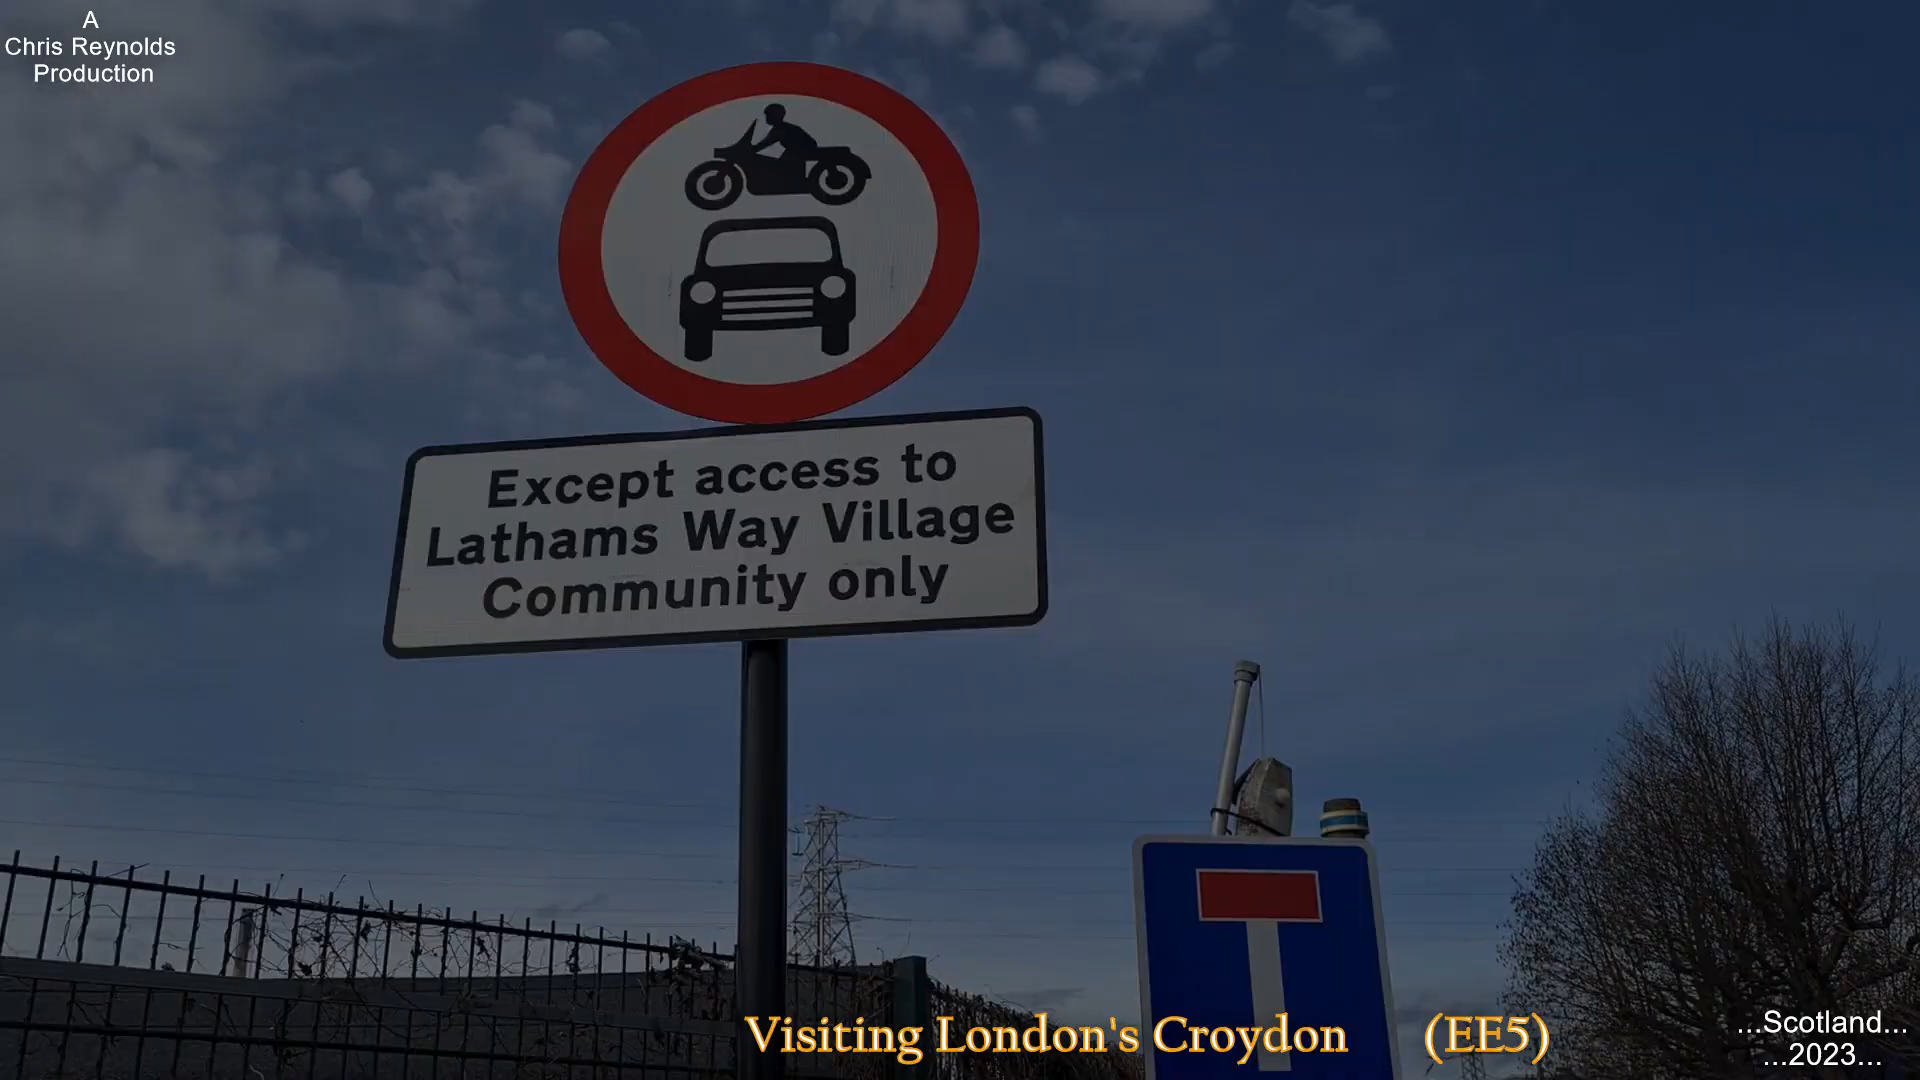 A
Chris Reynolds
Production
Except access to
Lathams Way Village
Community only
Visiting London's Croydon (EE5)
...Scotland...
...2023...